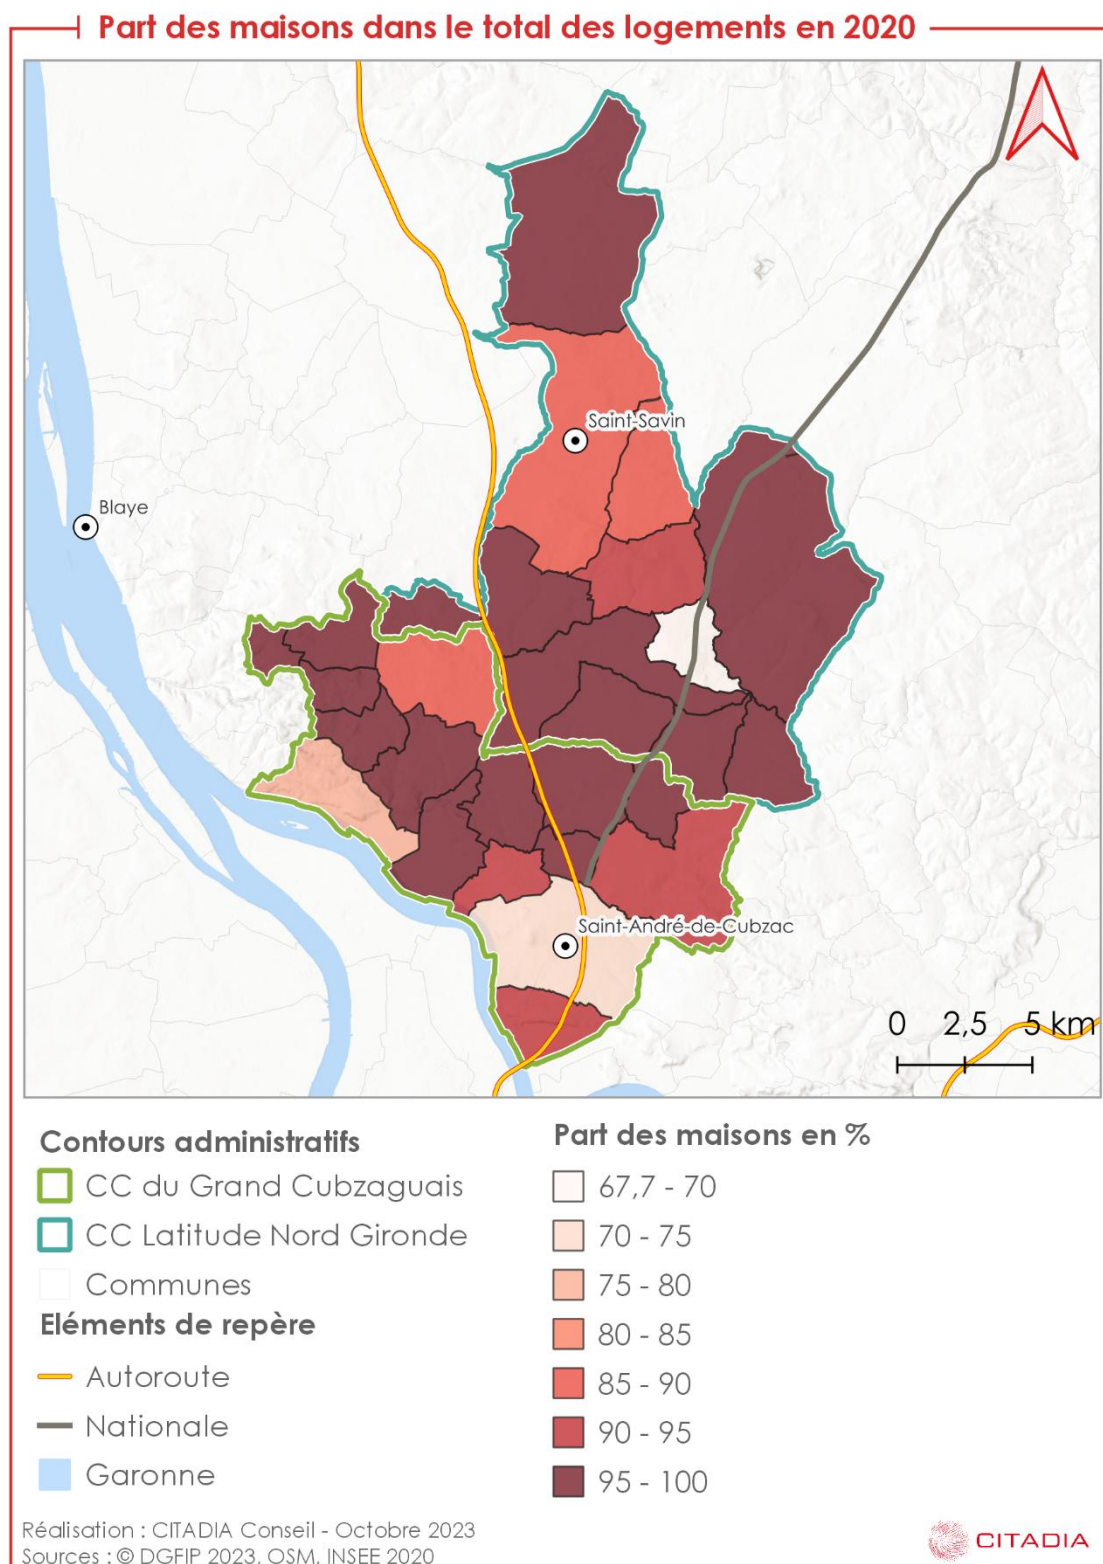 Part des maisons dans le total des logements en 2020
Saint-Savin
Blaye
Saint-André-de-Cubzac
0 2,5 5 km
Contours administratifs
CC du Grand Cubzaguais
CC Latitude Nord Gironde
Communes
Eléments de repère
Autoroute
Nationale
Garonne
Part des maisons en %
67,7 - 70
70 - 75
75 - 80
80 - 85
85 - 90
90 - 95
95 - 100
Réalisation : CITADIA Conseil - Octobre 2023
Sources : © DGFIP 2023, OSM, INSEE 2020
CITADIA